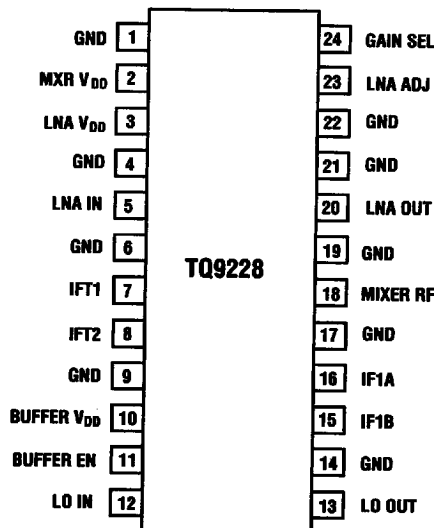 GND 1 24 GAIN SEL
MXR VDD 2 23 LNA ADJ
LNA VDD 3 22 GND
GND 4 21 GND
LNA IN 5 20 LNA OUT
GND 6 19 GND
TQ9228
IFT1 7 18 MIXER RF
IFT2 8 17 GND
GND 9 16 IF1A
BUFFER VDD 10 15 IF1B
BUFFER EN 11 14 GND
LO IN 12 13 LO OUT